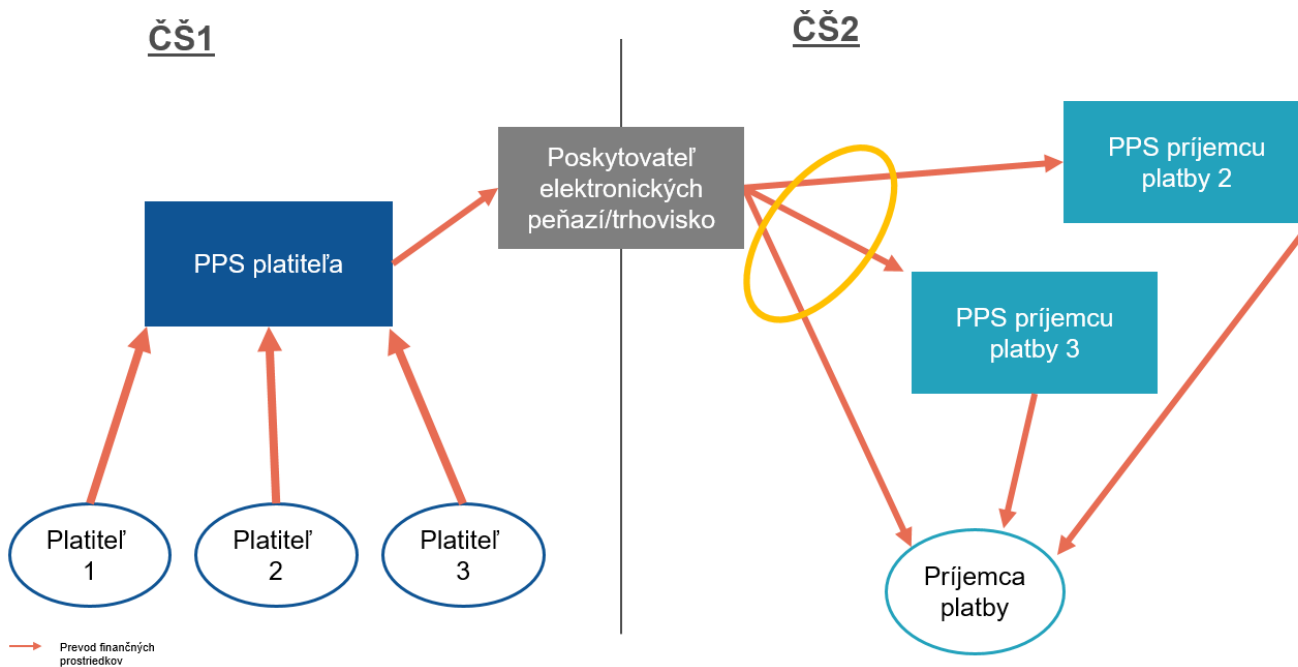 ČŠ1
ČŠ2
Poskytovateľ
elektronických
peňazí/trhovisko
PPS príjemcu
platby 2
PPS platiteľa
PPS príjemcu
platby 3
Platiteľ
1
Platiteľ
2
Platiteľ
3
Príjemca
platby
Prevod finančných
prostriedkov